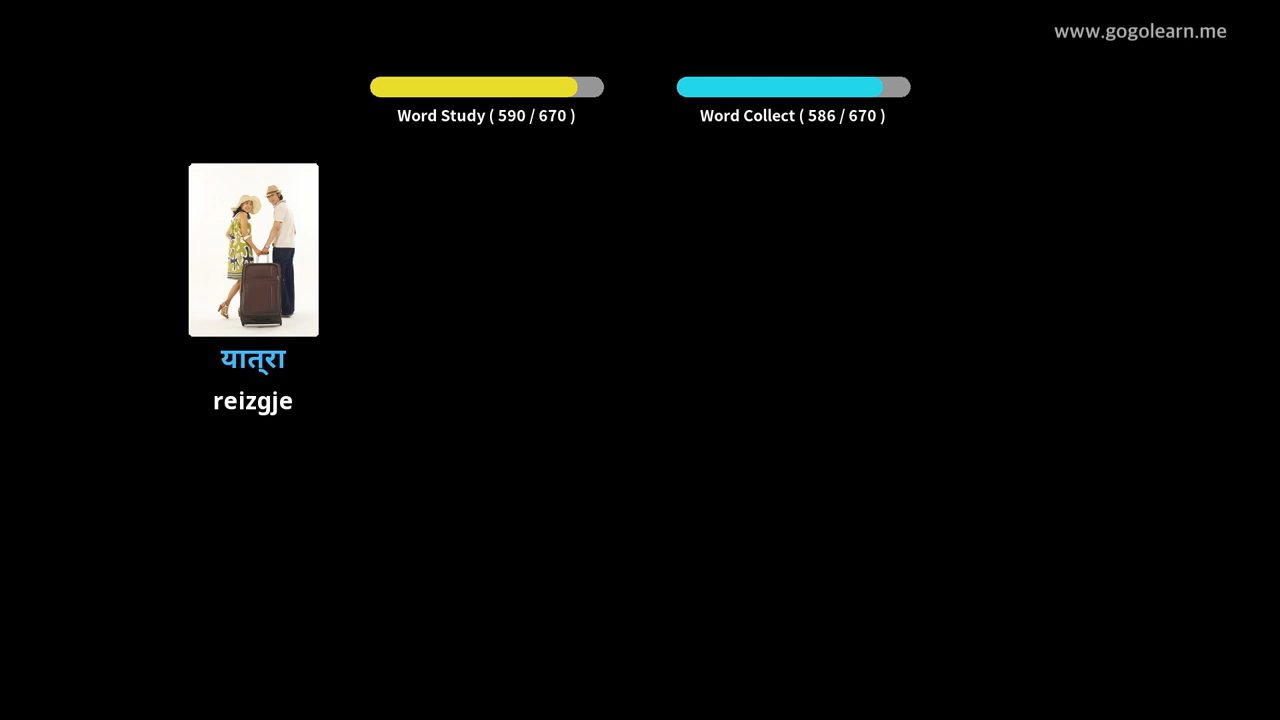 www.gogolearn.me
Word Study ( 590 / 670 )
Word Collect ( 586 / 670 )
यात्रा
reizgje